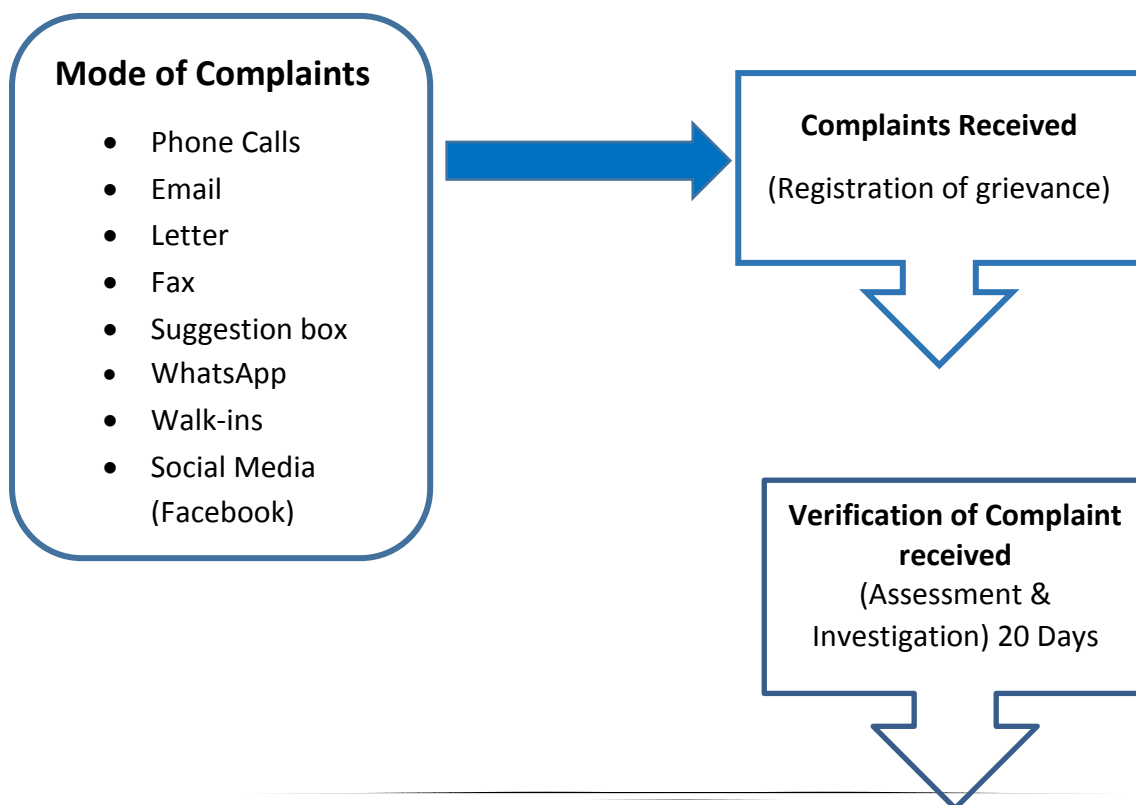 Mode of Complaints
• Phone Calls
• Email
• Letter
• Fax
• Suggestion box
• WhatsApp
• Walk-ins
• Social Media
(Facebook)
Complaints Received
(Registration of grievance)
Verification of Complaint
received
(Assessment &
Investigation) 20 Days